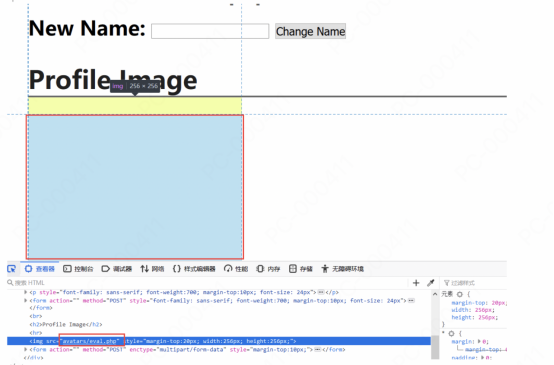 New Name: Change Name
Profile Image
img 256 × 256
查看器 控制台 调试器 网络 样式编辑器 性能 内存 存储 无障碍环境
搜索 HTML
过滤样式
<p style="font-family: sans-serif; font-weight:700; margin-top:10px; font-size: 24px"></p>
<form action="" method="POST" style="font-family: sans-serif; font-weight:700; margin-top:10px; font-size: 24px">
</form>
<br>
<h2>Profile Image</h2>
<hr>
<img src="avatars/eval.php" style="margin-top:20px; width:256px; height:256px;">
<form action="" method="POST" enctype="multipart/form-data" style="margin-top:10px;"></form>
</div>
元素 {
margin-top: 20px;
width: 256px;
height: 256px;
}
* {
margin: 0;
padding: 0;